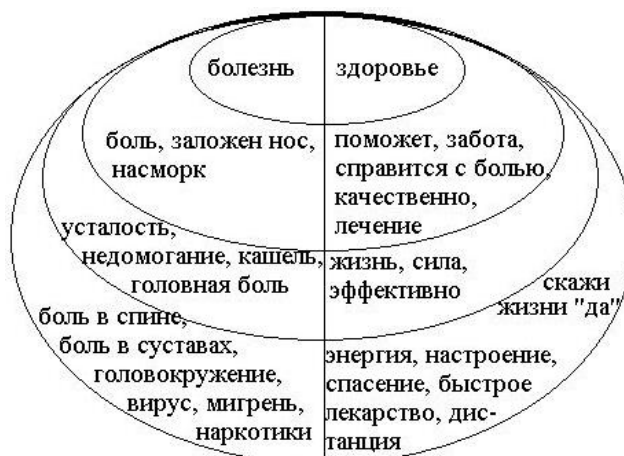 болезнь
здоровье
боль, заложен нос,
насморк
поможет, забота,
справится с болью,
качественно,
лечение
усталость,
недомогание, кашель,
головная боль
жизнь, сила,
эффективно
скажи
жизни "да"
боль в спине,
боль в суставах,
головокружение,
вирус, мигрень,
наркотики
энергия, настроение,
спасение, быстрое
лекарство, дис-
танция